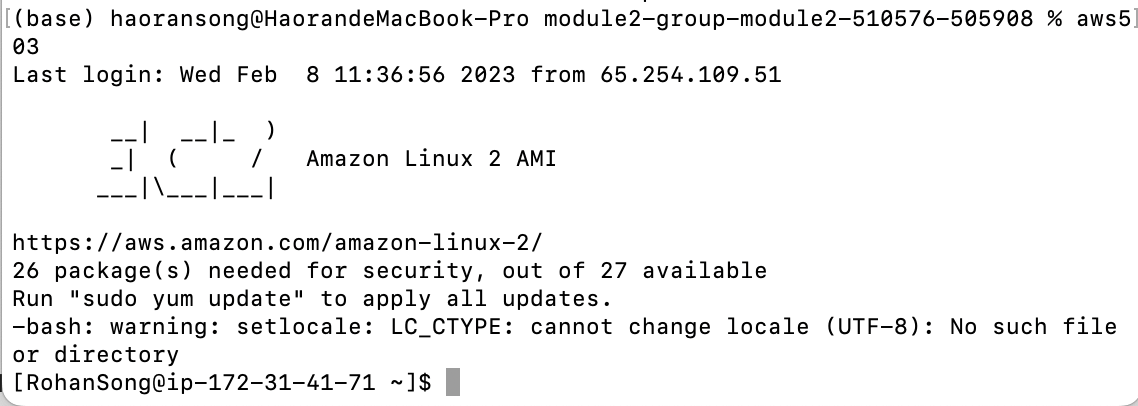 [(base) haoransong@HaorandeMacBook-Pro module2-group-module2-510576-505908 % aws5]
03
Last login: Wed Feb  8 11:36:56 2023 from 65.254.109.51

       __|  __|_  )
       _|  (     /   Amazon Linux 2 AMI
      ___|\___|___|

https://aws.amazon.com/amazon-linux-2/
26 package(s) needed for security, out of 27 available
Run "sudo yum update" to apply all updates.
-bash: warning: setlocale: LC_CTYPE: cannot change locale (UTF-8): No such file
or directory
[RohanSong@ip-172-31-41-71 ~]$